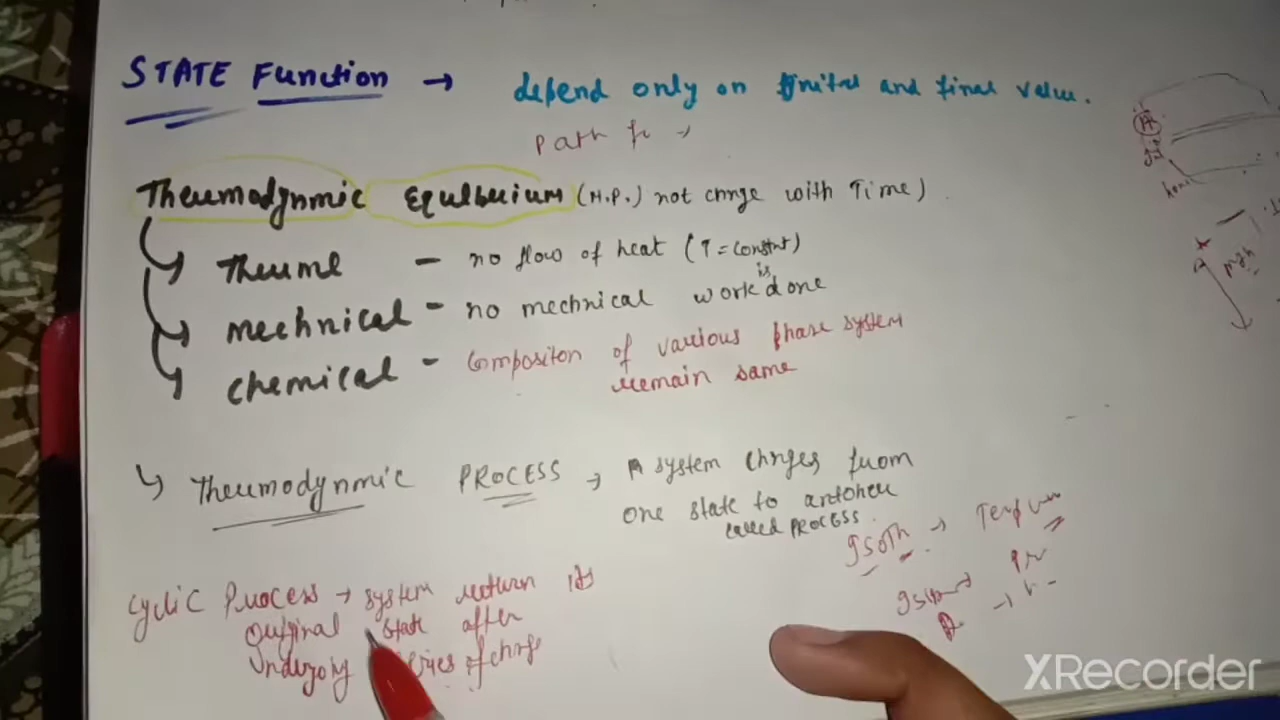 STATE Function → depend only on initial and final value.
Path fn →
Thermodynmic Equlbrium (M.P.) not chnge with Time)
Therml - no flow of heat (T = constnt)
mechnical - no mechnical work is done
chemical - Compositon of various phase system
remain same
↳ Thermodynmic PROCESS → A system chnges from
one state to antoher
called PROCESS.
Isoth →
Cyclic Process → system return its
Original state after
Undergoing series of chnge
XRecorder